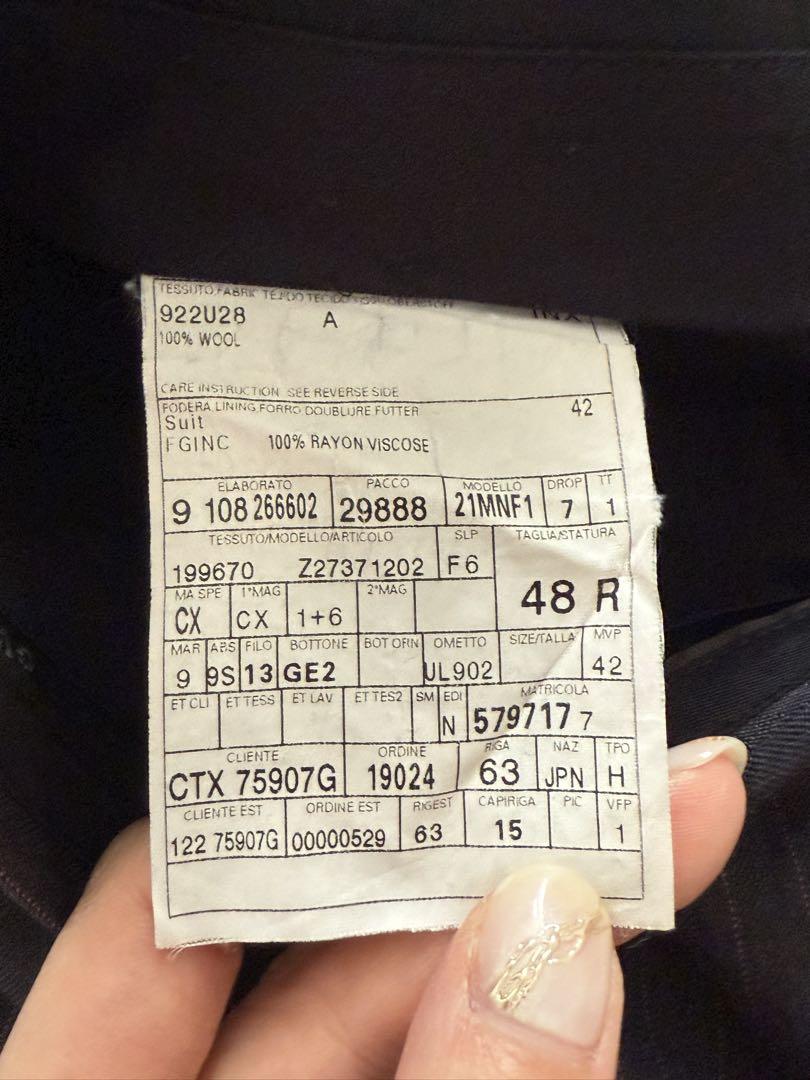 TESSUTO FABRIC TEJIDO TECIDO
922U28 A
100% WOOL
CARE INSTRUCTION SEE REVERSE SIDE
FODERA LINING FORRO DOUBLURE FUTTER 42
Suit
FGINC 100% RAYON VISCOSE
ELABORATO PACCO MODELLO DROP TT
9 108 266602 29888 21MNF1 7 1
TESSUTO/MODELLO/ARTICOLO SLP TAGLIA/STATURA
199670 Z27371202 F6 48 R
MA SPE 1°MAG 2°MAG
CX CX 1+6
MAR ABS FILO BOTTONE BOT ORN OMETTO SIZE/TALLA MVP
9 9S 13 GE2 UL902 42
ET CLI ET TESS ET LAV ET TES2 SM EDI MATRICOLA
N 579717 7
CLIENTE ORDINE RIGA NAZ TPO
CTX 75907G 19024 63 JPN H
CLIENTE EST ORDINE EST RIGEST CAPIRIGA PIC VFP
122 75907G 00000529 63 15 1